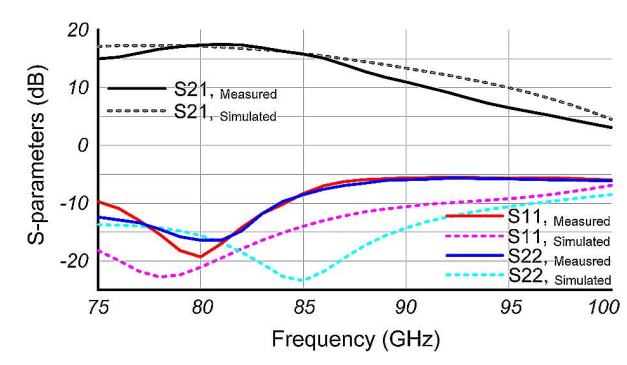 20
10
0
-10
-20
S-parameters (dB)
S21, Measured
S21, Simulated
S11, Measured
S11, Simulated
S22, Meausred
S22, Simulated
75 80 85 90 95 100
Frequency (GHz)